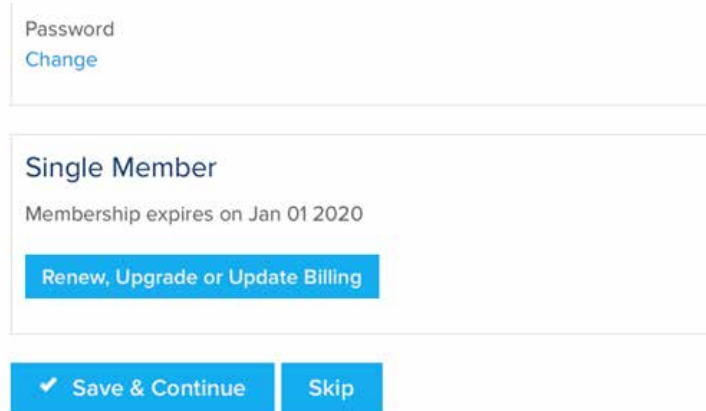 Password
Change
Single Member
Membership expires on Jan 01 2020
Renew, Upgrade or Update Billing
Save & Continue
Skip